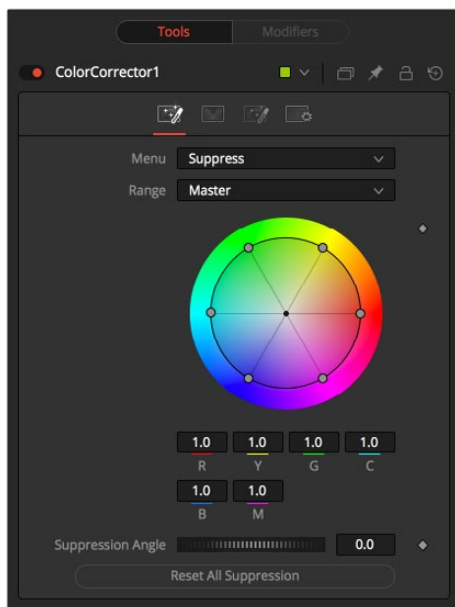 Tools Modifiers
ColorCorrector1
Menu Suppress
Range Master
1.0 1.0 1.0 1.0
R Y G C
1.0 1.0
B M
Suppression Angle 0.0
Reset All Suppression